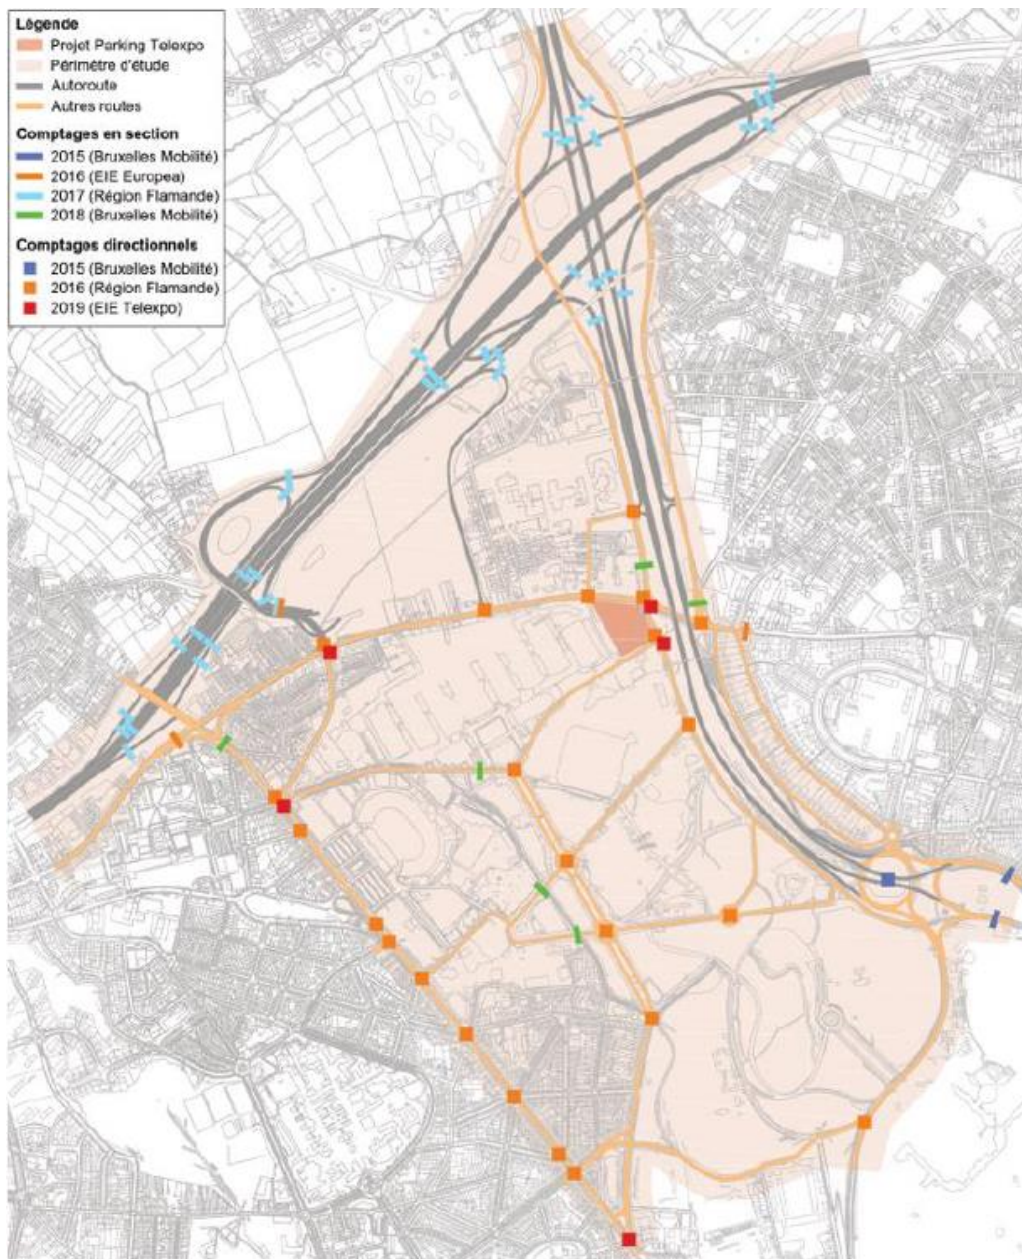 Légende
Projet Parking Telexpo
Périmètre d'étude
Autoroute
Autres routes
Comptages en section
2015 (Bruxelles Mobilité)
2016 (EIE Europea)
2017 (Région Flamande)
2018 (Bruxelles Mobilité)
Comptages directionnels
2015 (Bruxelles Mobilité)
2016 (Région Flamande)
2019 (EIE Telexpo)